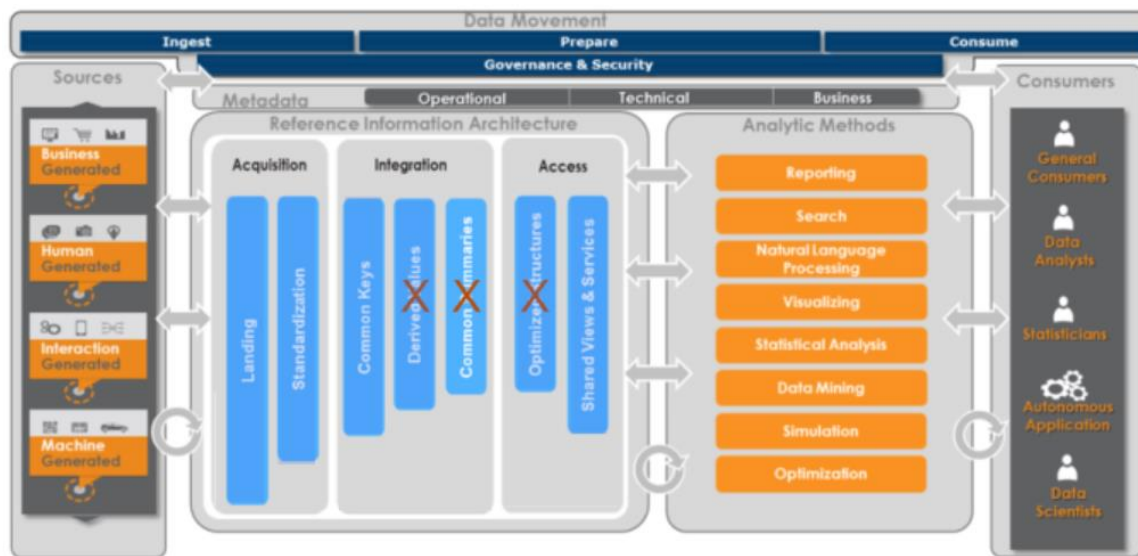 Data Movement
Ingest
Prepare
Consume
Governance & Security
Sources
Metadata
Operational
Technical
Business
Consumers
Business
Generated
Human
Generated
Interaction
Generated
Machine
Generated
Reference Information Architecture
Acquisition
Integration
Access
Landing
Standardization
Common Keys
X
X
X
Shared Views & Services
Analytic Methods
Reporting
Search
Natural Language
Processing
Visualizing
Statistical Analysis
Data Mining
Simulation
Optimization
General
Consumers
Data
Analysts
Statisticians
Autonomous
Application
Data
Scientists